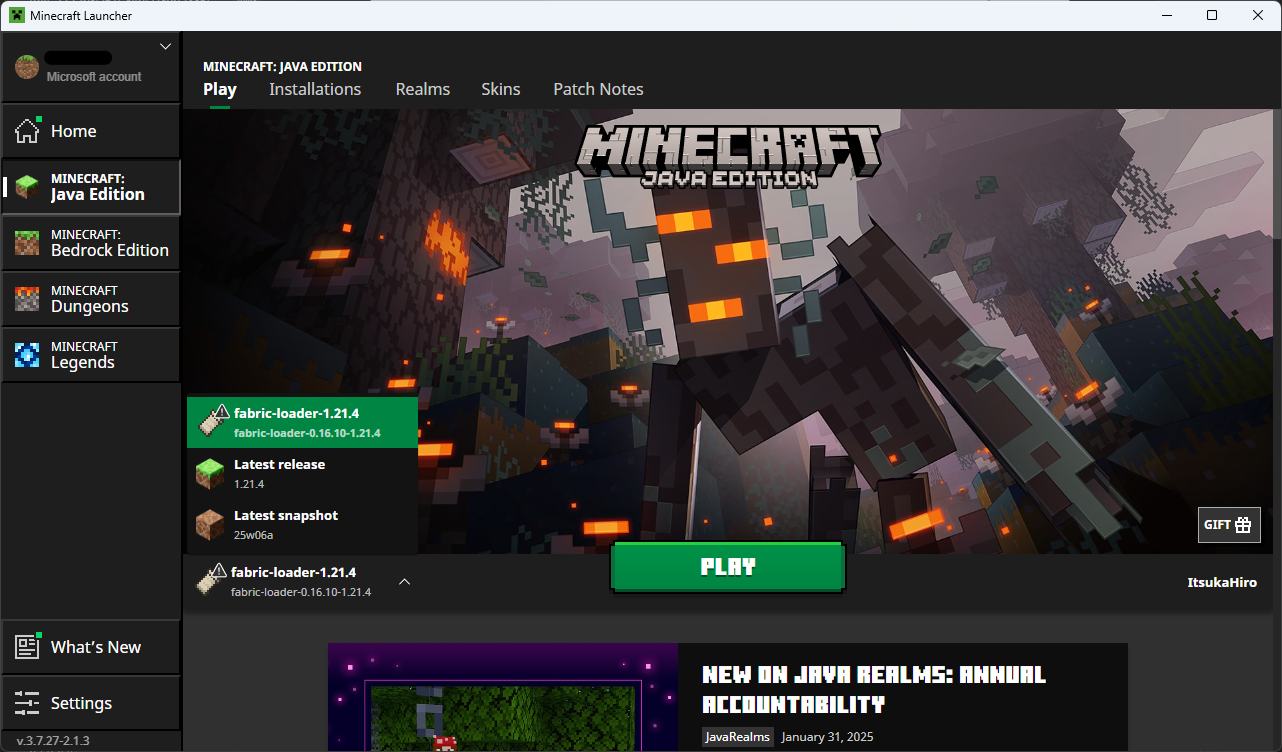 Minecraft Launcher
Microsoft account
Home
MINECRAFT:
Java Edition
MINECRAFT:
Bedrock Edition
MINECRAFT
Dungeons
MINECRAFT
Legends
What's New
Settings
v.3.7.27-2.1.3
MINECRAFT: JAVA EDITION
Play Installations Realms Skins Patch Notes
MINECRAFT
JAVA EDITION
fabric-loader-1.21.4
fabric-loader-0.16.10-1.21.4
Latest release
1.21.4
Latest snapshot
25w06a
GIFT
fabric-loader-1.21.4
fabric-loader-0.16.10-1.21.4
PLAY
ItsukaHiro
NEW ON JAVA REALMS: ANNUAL
ACCOUNTABILITY
JavaRealms January 31, 2025